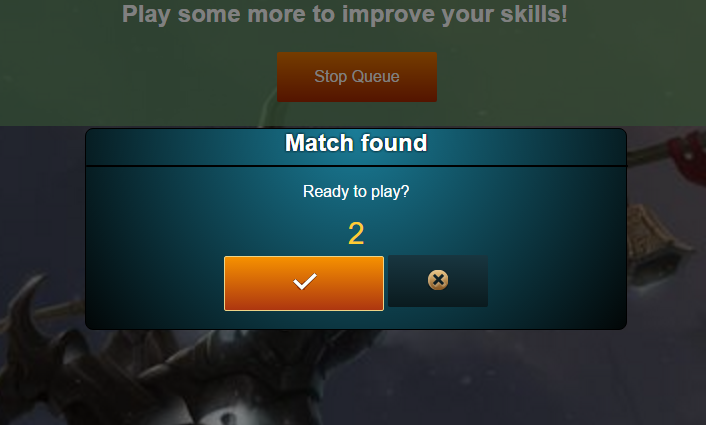 Play some more to improve your skills!
Stop Queue
Match found
Ready to play?
2